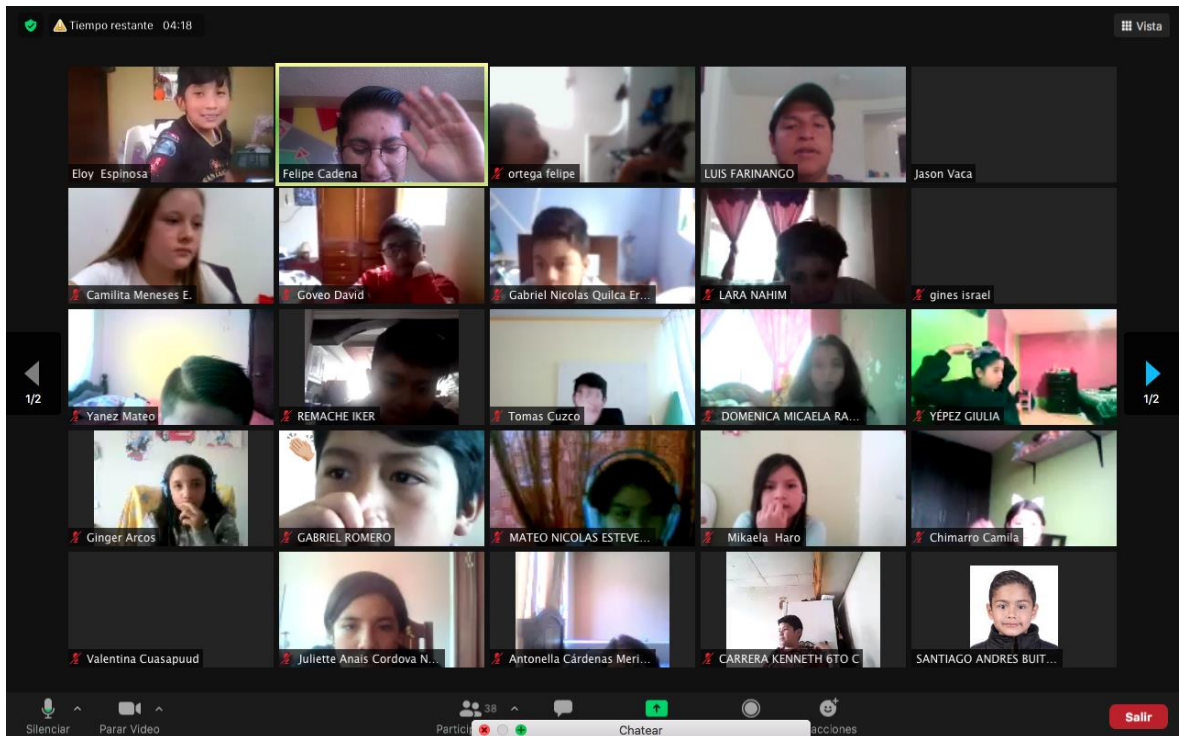 Tiempo restante 04:18
Vista
Eloy Espinosa
Felipe Cadena
ortega felipe
LUIS FARINANGO
Jason Vaca
Camilita Meneses E.
Goveo David
Gabriel Nicolas Quilca Er...
LARA NAHIM
gines israel
1/2
Yanez Mateo
REMACHE IKER
Tomas Cuzco
DOMENICA MICAELA RA...
YÉPEZ GIULIA
1/2
Ginger Arcos
GABRIEL ROMERO
MATEO NICOLAS ESTEVE...
Mikaela Haro
Chimarro Camila
Valentina Cuasapuud
Juliette Anais Cordova N...
Antonella Cárdenas Meri...
CARRERA KENNETH 6TO C
SANTIAGO ANDRES BUIT...
38
Silenciar
Parar Video
Particip
Chatear
acciones
Salir